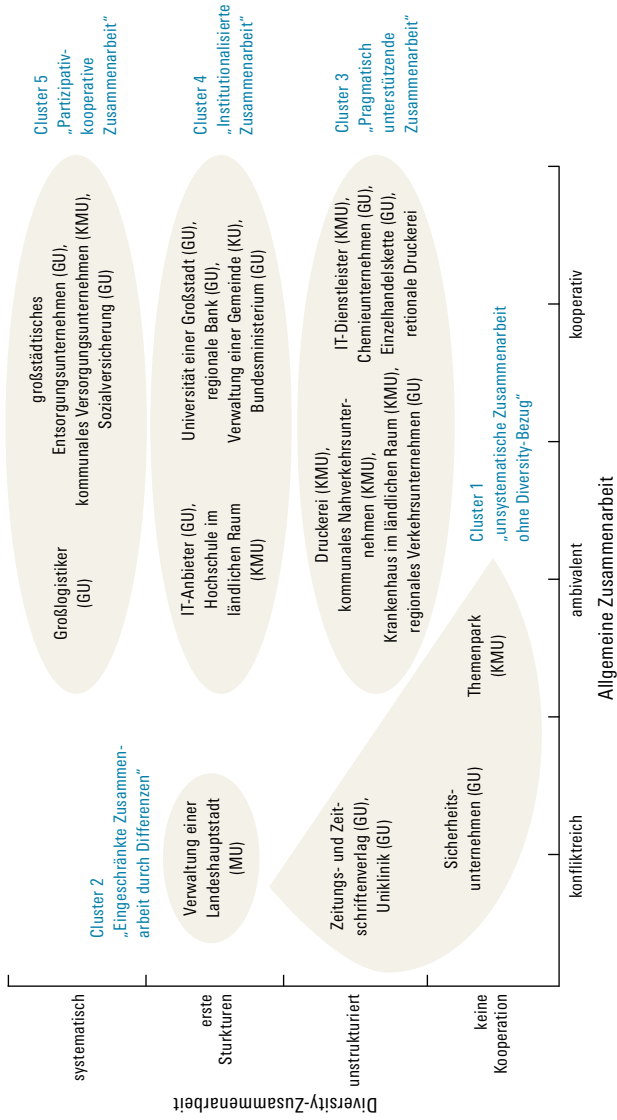 Diversity-Zusammenarbeit
systematisch
erste
Sturkturen
unstrukturiert
keine
Kooperation
Cluster 2
„Eingeschränkte Zusammen-
arbeit durch Differenzen“
Verwaltung einer
Landeshauptstadt
(MU)
Zeitungs- und Zeit-
schriftenverlag (GU),
Uniklinik (GU)
Sicherheits-
unternehmen (GU)
Themenpark
(KMU)
Cluster 1
„unsystematische Zusammenarbeit
ohne Diversity-Bezug“
Großlogistiker
(GU)
großstädtisches
Entsorgungsunternehmen (GU),
kommunales Versorgungsunternehmen (KMU),
Sozialversicherung (GU)
Cluster 5
„Partizipativ-
kooperative
Zusammenarbeit“
IT-Anbieter (GU),
Hochschule im
ländlichen Raum
(KMU)
Universität einer Großstadt (GU),
regionale Bank (GU),
Verwaltung einer Gemeinde (KU),
Bundesministerium (GU)
Cluster 4
„Institutionalisierte
Zusammenarbeit“
Druckerei (KMU),
kommunales Nahverkehrsunter-
nehmen (KMU),
Krankenhaus im ländlichen Raum (KMU),
regionales Verkehrsunternehmen (GU)
IT-Dienstleister (KMU),
Chemieunternehmen (GU),
Einzelhandelskette (GU),
retionale Druckerei
Cluster 3
„Pragmatisch
unterstützende
Zusammenarbeit“
konfliktreich
ambivalent
kooperativ
Allgemeine Zusammenarbeit